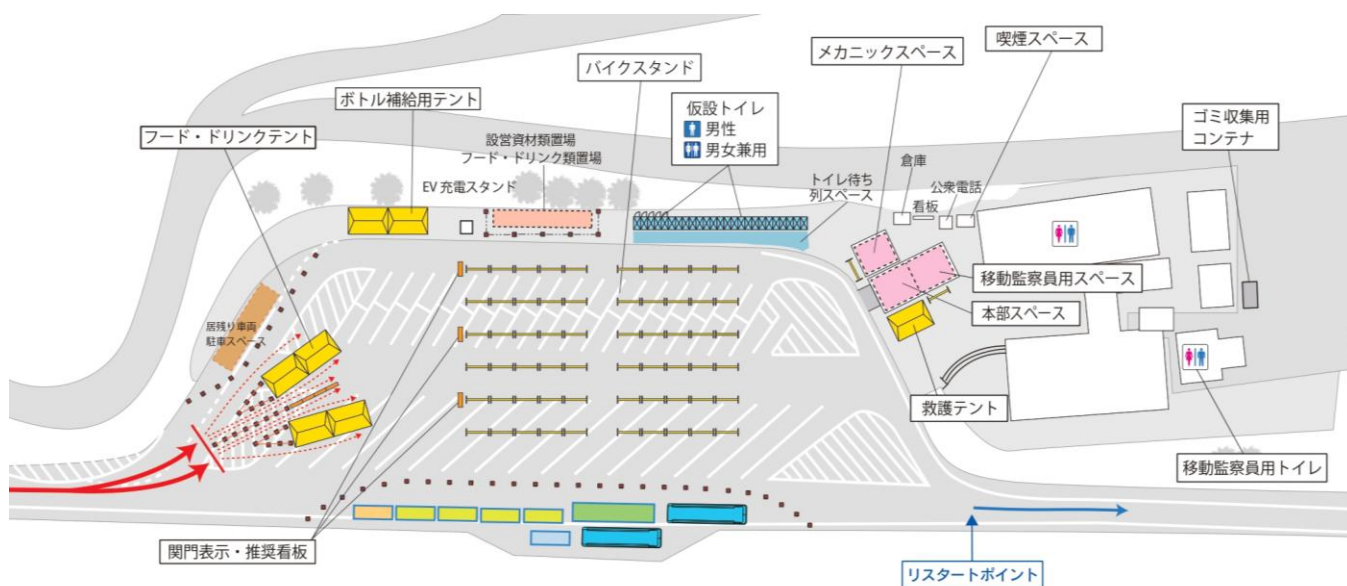 喫煙スペース
メカニックスペース
バイクスタンド
ボトル補給用テント
仮設トイレ
男性
男女兼用
ゴミ収集用
コンテナ
フード・ドリンクテント
設営資材類置場
フード・ドリンク類置場
倉庫
EV 充電スタンド
トイレ待ち
列スペース
公衆電話
看板
移動監察員用スペース
本部スペース
居残り車両
駐車スペース
救護テント
移動監察員用トイレ
関門表示・推奨看板
リスタートポイント